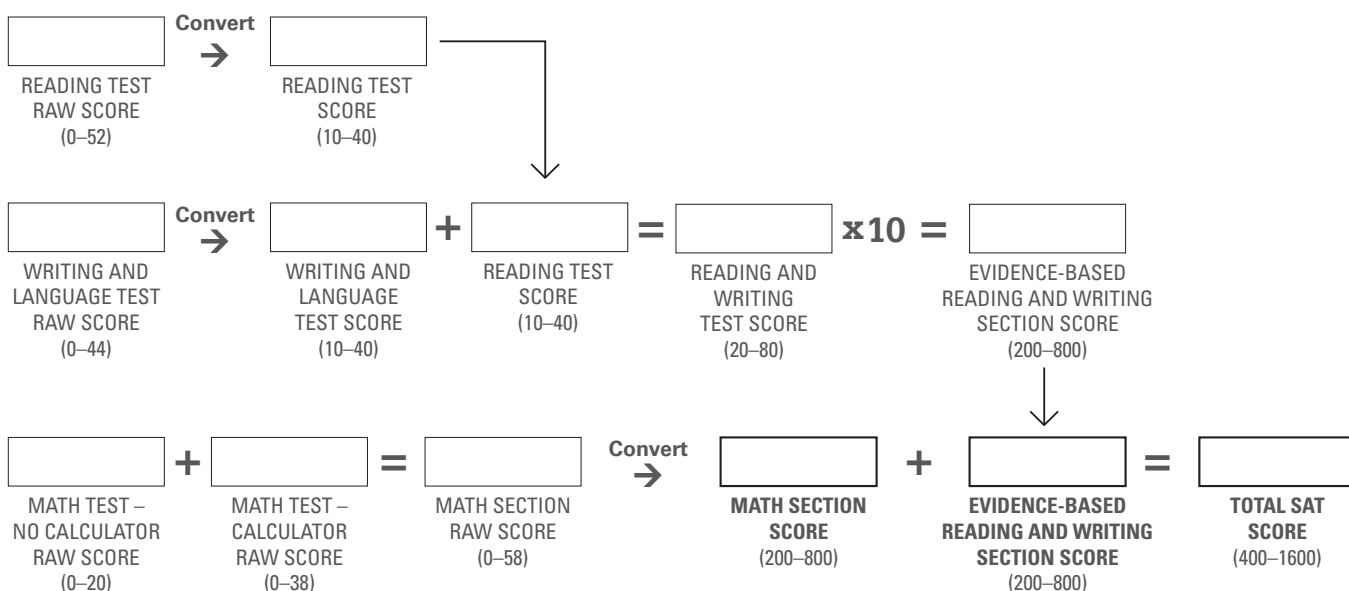 Convert
→
READING TEST
RAW SCORE
(0–52)
READING TEST
SCORE
(10–40)
Convert
→
+
=
x10 =
WRITING AND
LANGUAGE TEST
RAW SCORE
(0–44)
WRITING AND
LANGUAGE
TEST SCORE
(10–40)
READING TEST
SCORE
(10–40)
READING AND
WRITING
TEST SCORE
(20–80)
EVIDENCE-BASED
READING AND WRITING
SECTION SCORE
(200–800)
+
=
Convert
→
+
=
MATH TEST –
NO CALCULATOR
RAW SCORE
(0–20)
MATH TEST –
CALCULATOR
RAW SCORE
(0–38)
MATH SECTION
RAW SCORE
(0–58)
MATH SECTION
SCORE
(200–800)
EVIDENCE-BASED
READING AND WRITING
SECTION SCORE
(200–800)
TOTAL SAT
SCORE
(400–1600)